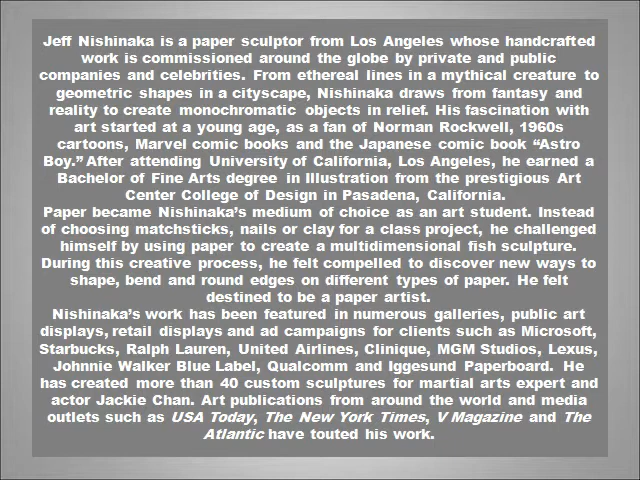 Jeff Nishinaka is a paper sculptor from Los Angeles whose handcrafted
work is commissioned around the globe by private and public
companies and celebrities. From ethereal lines in a mythical creature to
geometric shapes in a cityscape, Nishinaka draws from fantasy and
reality to create monochromatic objects in relief. His fascination with
art started at a young age, as a fan of Norman Rockwell, 1960s
cartoons, Marvel comic books and the Japanese comic book “Astro
Boy.” After attending University of California, Los Angeles, he earned a
Bachelor of Fine Arts degree in Illustration from the prestigious Art
Center College of Design in Pasadena, California.
Paper became Nishinaka’s medium of choice as an art student. Instead
of choosing matchsticks, nails or clay for a class project, he challenged
himself by using paper to create a multidimensional fish sculpture.
During this creative process, he felt compelled to discover new ways to
shape, bend and round edges on different types of paper. He felt
destined to be a paper artist.
Nishinaka’s work has been featured in numerous galleries, public art
displays, retail displays and ad campaigns for clients such as Microsoft,
Starbucks, Ralph Lauren, United Airlines, Clinique, MGM Studios, Lexus,
Johnnie Walker Blue Label, Qualcomm and Iggesund Paperboard. He
has created more than 40 custom sculptures for martial arts expert and
actor Jackie Chan. Art publications from around the world and media
outlets such as USA Today, The New York Times, V Magazine and The
Atlantic have touted his work.